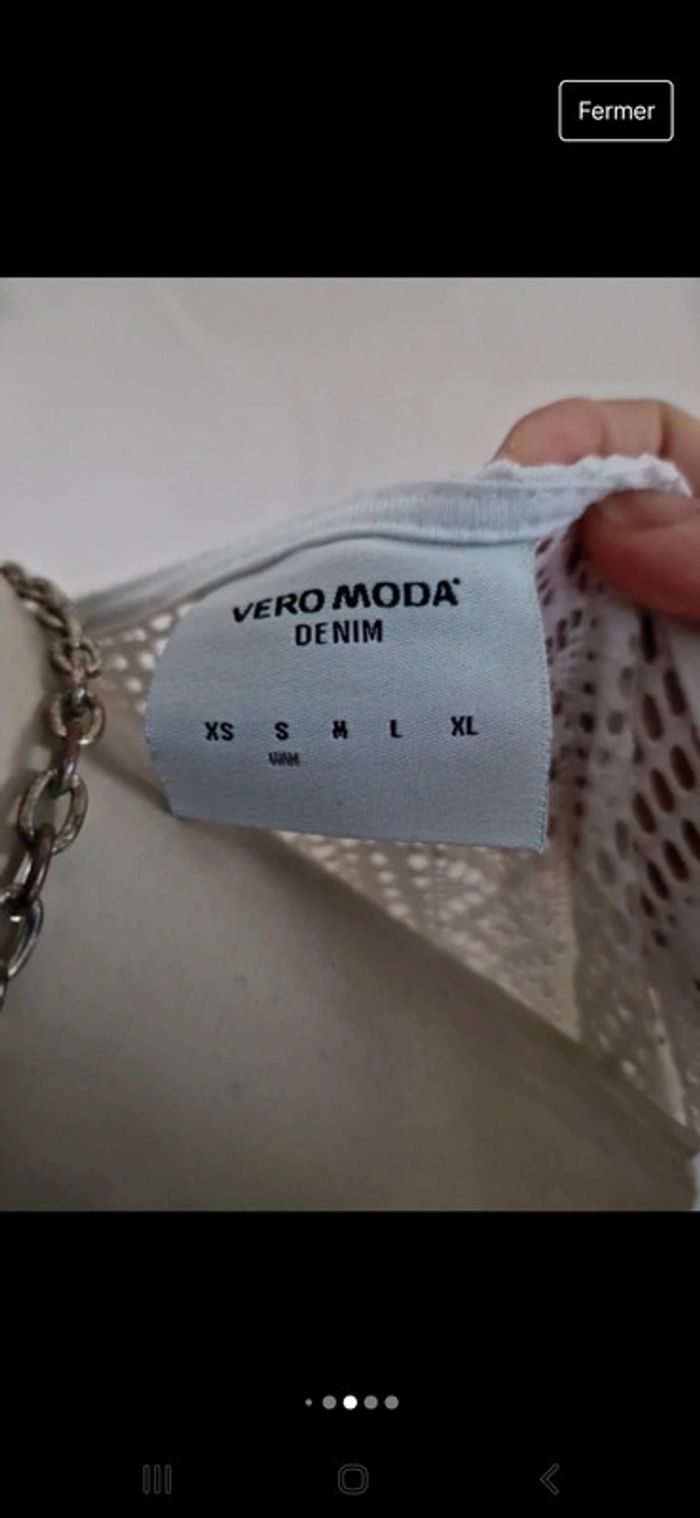 Fermer
VERO MODA
DENIM
XS S M L XL